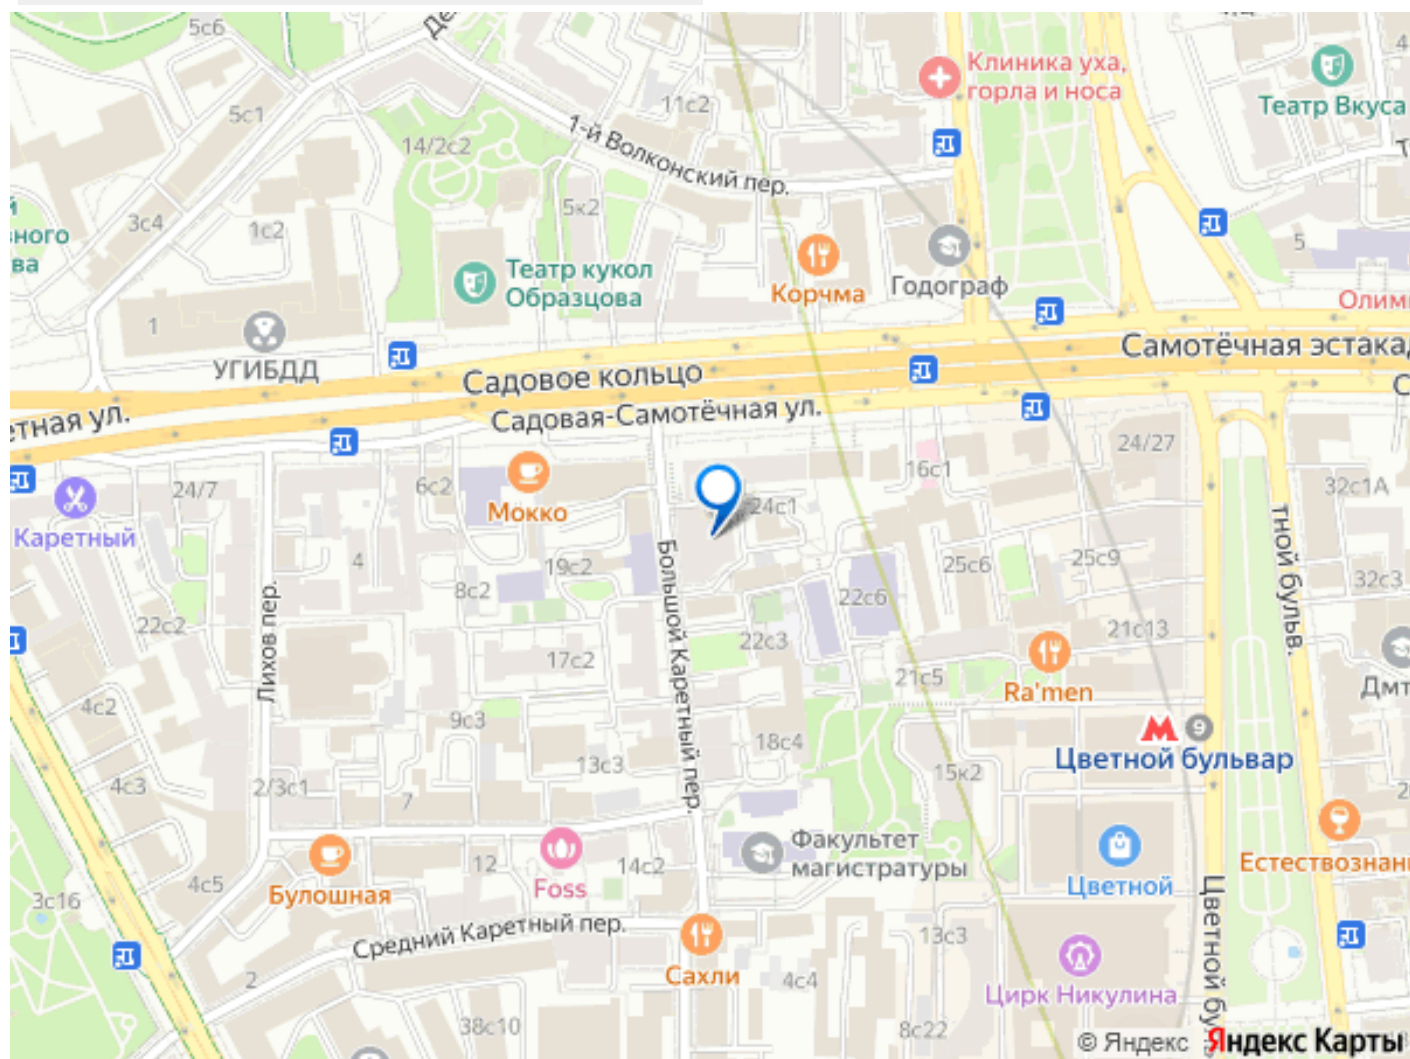 5с6
Клиника уха,
горла и носа
Театр Вкуса
5с1
11с2
14/2с2
1-й Волконский пер.
3с4
1с2
5к2
ного
ва
5
Театр кукол
Образцова
Корчма
Годограф
1
УГИБДД
Садовое кольцо
Самотёчная эстака
Садовая-Самотёчная ул.
тная ул.
24/7
6с2
Мокко
24с1
16с1
24/27
32с1А
Каретный
4
19с2
8с2
25с6
25с9
тной бульв.
32с3
22с2
Лихов пер.
Большой Каретный пер.
22с6
22с3
21с13
17с2
21с5
Ra'men
4с2
9с3
18с4
Цветной бульвар
9
4с3
2/3с1
7
13с3
15к2
Факультет
магистратуры
12
14с2
Foss
Булошная
4с5
3с16
Цветной
Естествознан
Средний Каретный пер.
Сахли
13с3
2
4с4
Цирк Никулина
Цветной бу
38с10
8с22
© Яндекс Яндекс Карты